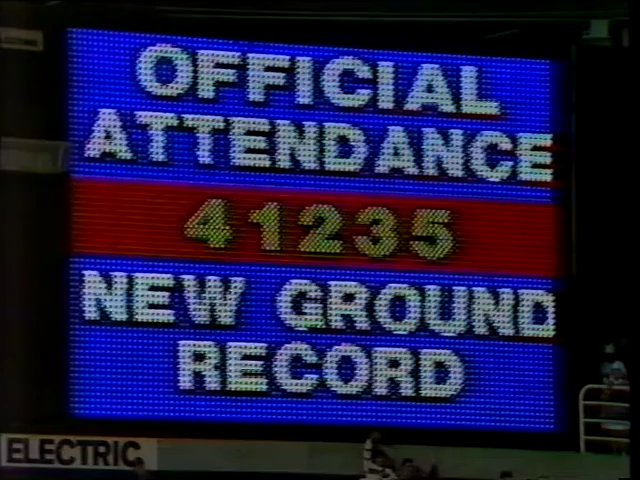 OFFICIAL
ATTENDANCE
41235
NEW GROUND
RECORD
ELECTRIC